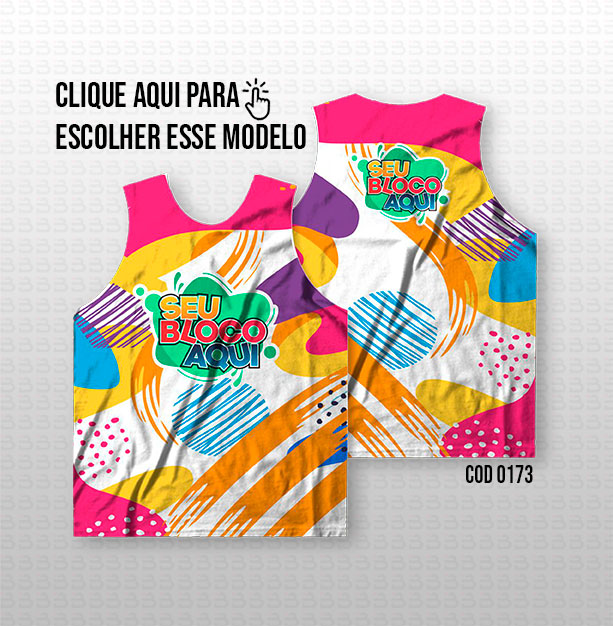 CLIQUE AQUI PARA
ESCOLHER ESSE MODELO
SEU
BLOCO
AQUI
SEU
BLOCO
AQUI
COD 0173